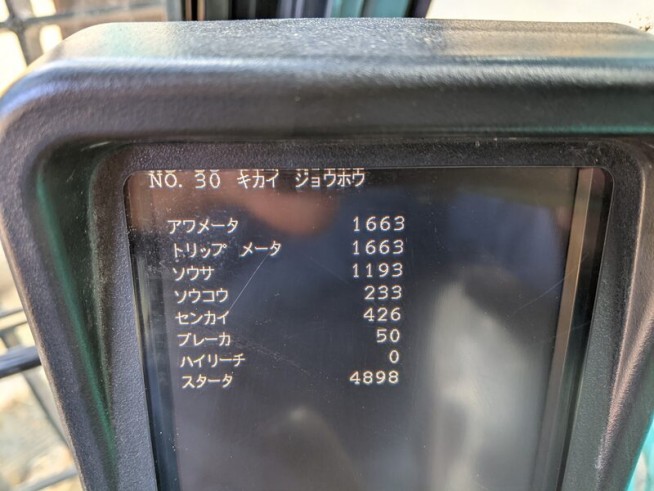 NO. 30 キカイ ジョウホウ
アワメータ 1663
トリップ メータ 1663
ソウサ 1193
ソウコウ 233
センカイ 426
ブレーカ 50
ハイリーチ 0
スタータ 4898